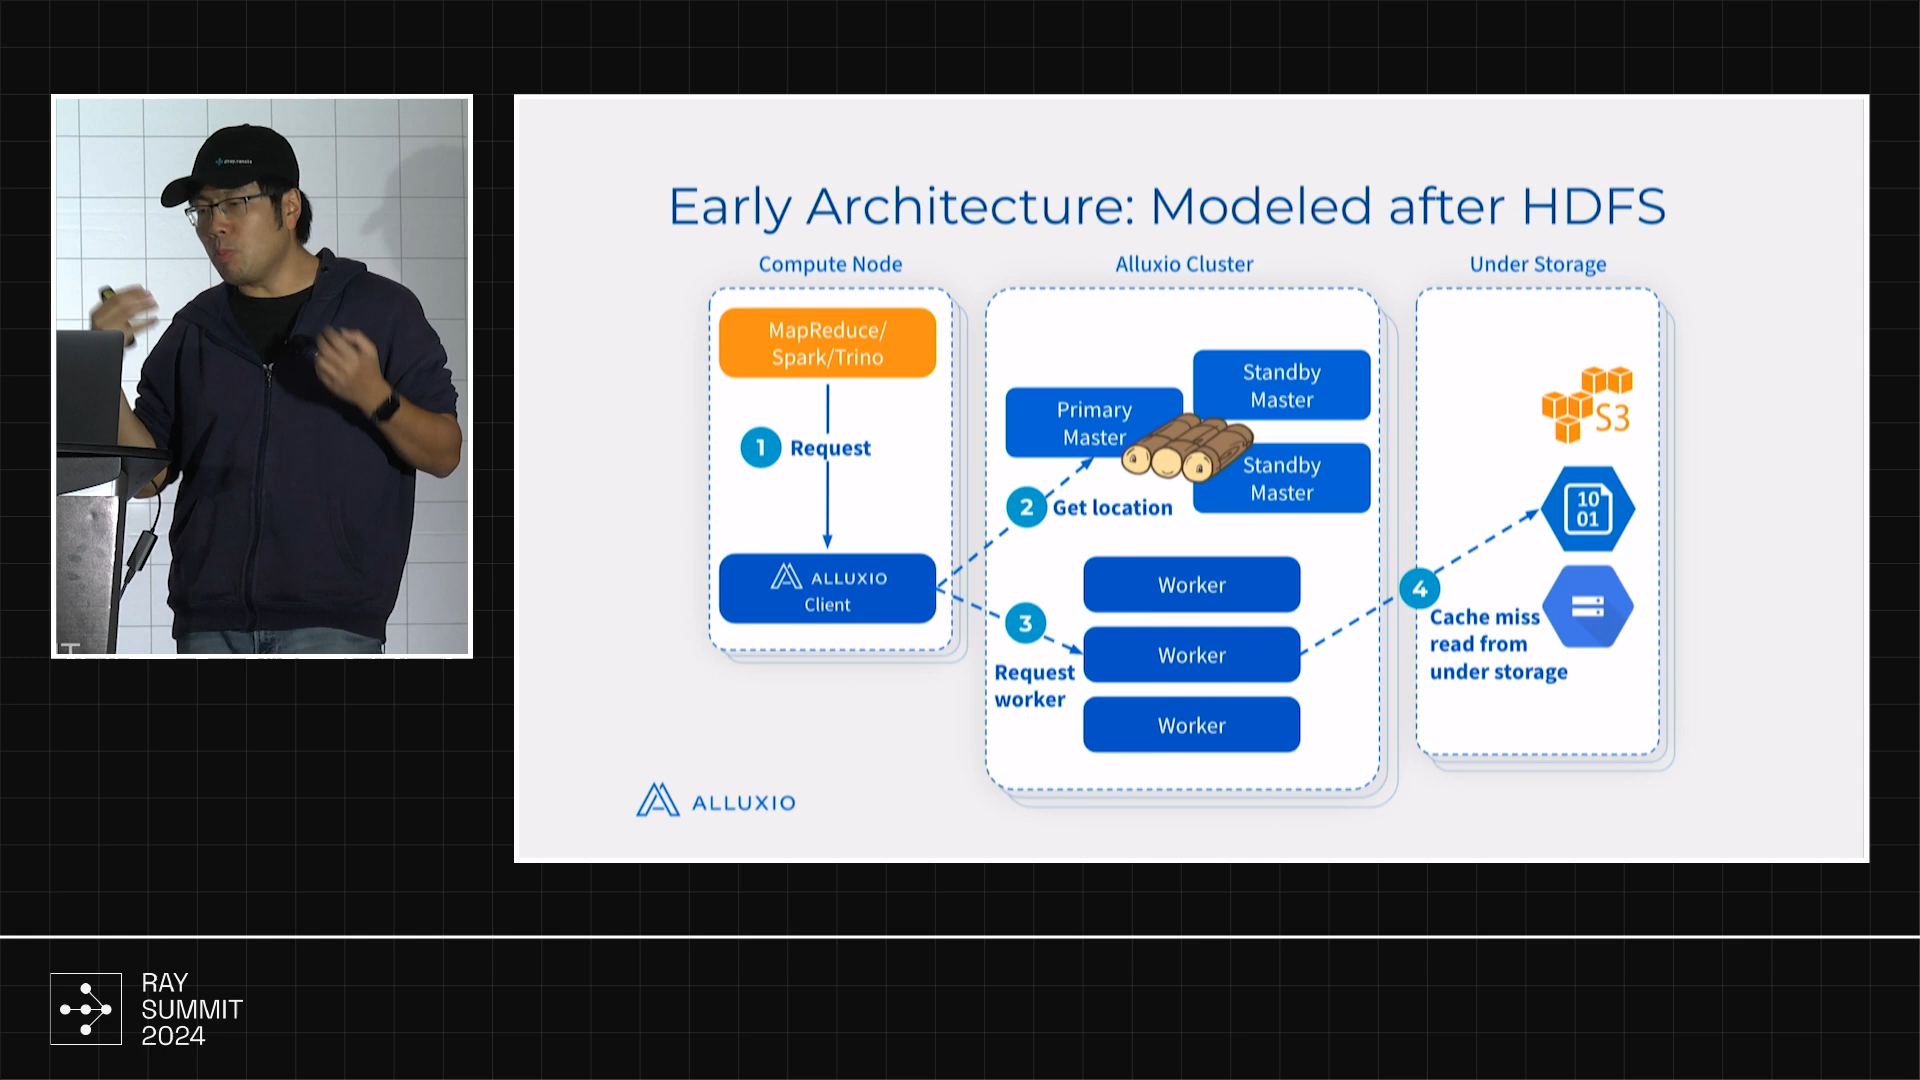 Early Architecture: Modeled after HDFS
Compute Node
Alluxio Cluster
Under Storage
MapReduce/
Spark/Trino
1 Request
ALLUXIO
Client
Primary
Master
Standby
Master
Standby
Master
2 Get location
3
Request
worker
Worker
Worker
Worker
S3
10
01
4
Cache miss
read from
under storage
ALLUXIO
RAY
SUMMIT
2024